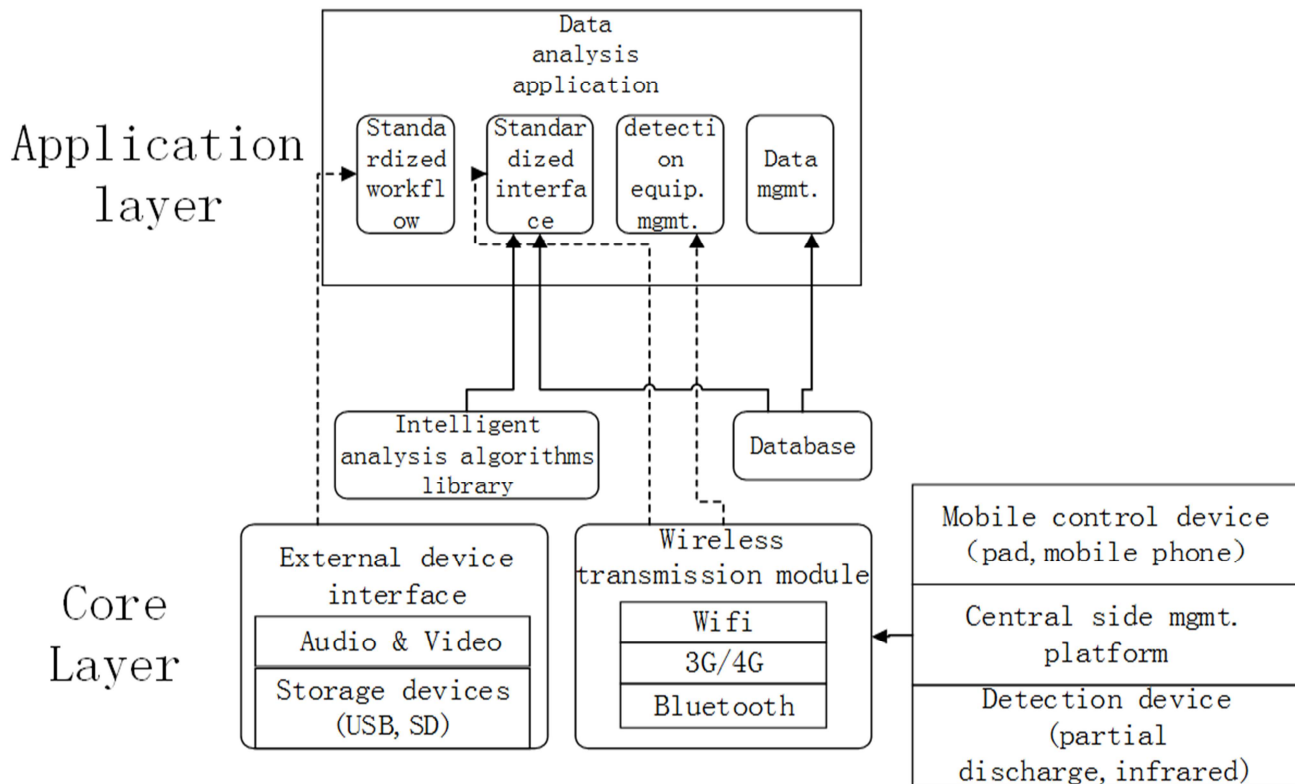 Data
analysis
application
Application
layer
Standa
rdized
workfl
ow
Standar
dized
interfa
ce
detecti
on
equip.
mgmt.
Data
mgmt.
Intelligent
analysis algorithms
library
Database
Core
Layer
External device
interface
Audio & Video
Storage devices
(USB, SD)
Wireless
transmission module
Wifi
3G/4G
Bluetooth
Mobile control device
(pad, mobile phone)
Central side mgmt.
platform
Detection device
(partial
discharge, infrared)